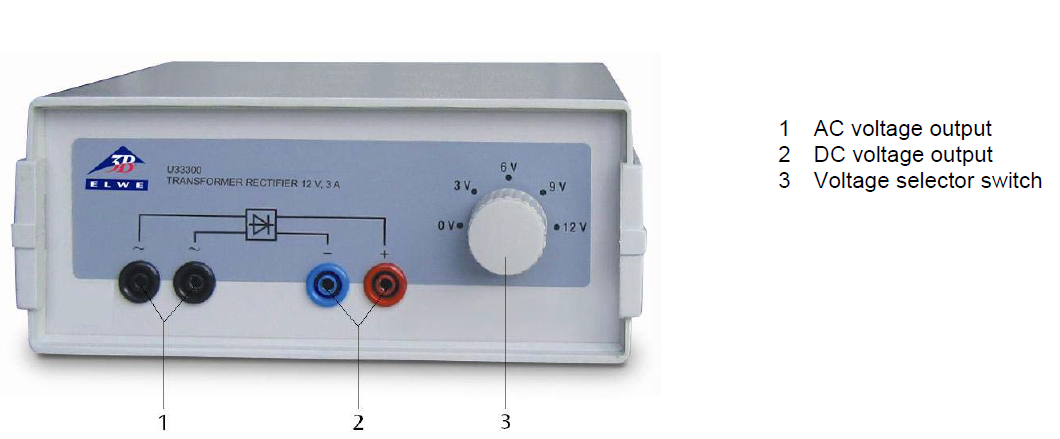 3B
ELWE
U33300
TRANSFORMER RECTIFIER 12 V, 3 A
6 V
3 V
9 V
0 V
12 V
~ ~ − +
1 2 3
1 AC voltage output
2 DC voltage output
3 Voltage selector switch